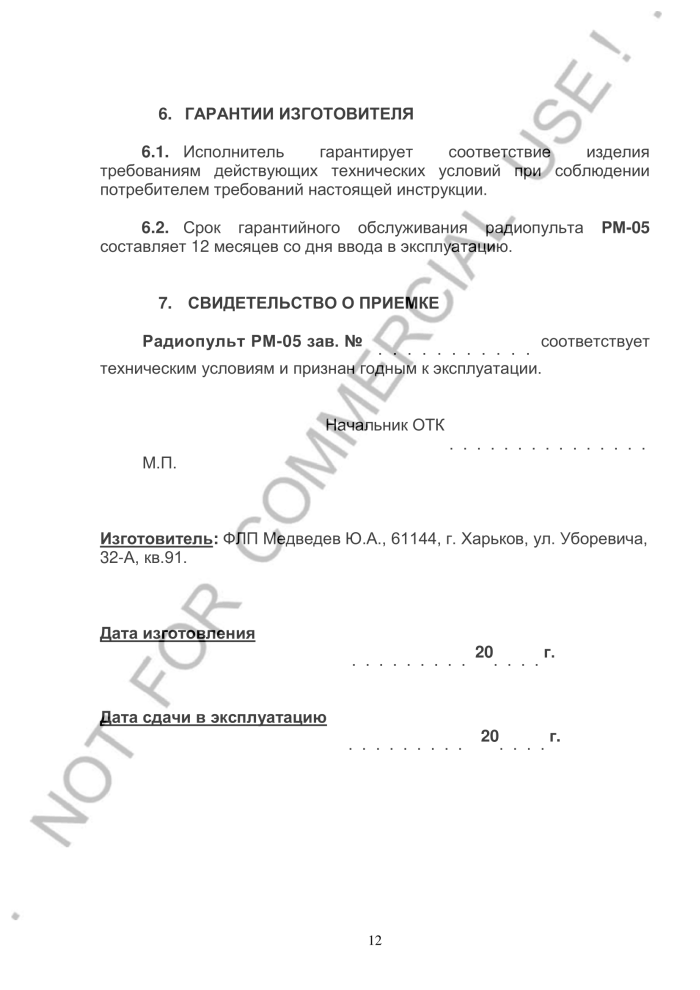 6. ГАРАНТИИ ИЗГОТОВИТЕЛЯ
6.1. Исполнитель гарантирует соответствие изделия
требованиям действующих технических условий при соблюдении
потребителем требований настоящей инструкции.
6.2. Срок гарантийного обслуживания радиопульта РМ-05
составляет 12 месяцев со дня ввода в эксплуатацию.
7. СВИДЕТЕЛЬСТВО О ПРИЕМКЕ
Радиопульт РМ-05 зав. № . . . . . . . . . . . . соответствует
техническим условиям и признан годным к эксплуатации.
Начальник ОТК
. . . . . . . . . . . . . . .
М.П.
Изготовитель: ФЛП Медведев Ю.А., 61144, г. Харьков, ул. Уборевича,
32-А, кв.91.
Дата изготовления
. . . . . . . . . 20 . . . . г.
Дата сдачи в эксплуатацию
. . . . . . . . . 20 . . . . г.
. NOT FOR COMMERCIAL USE ! .
12